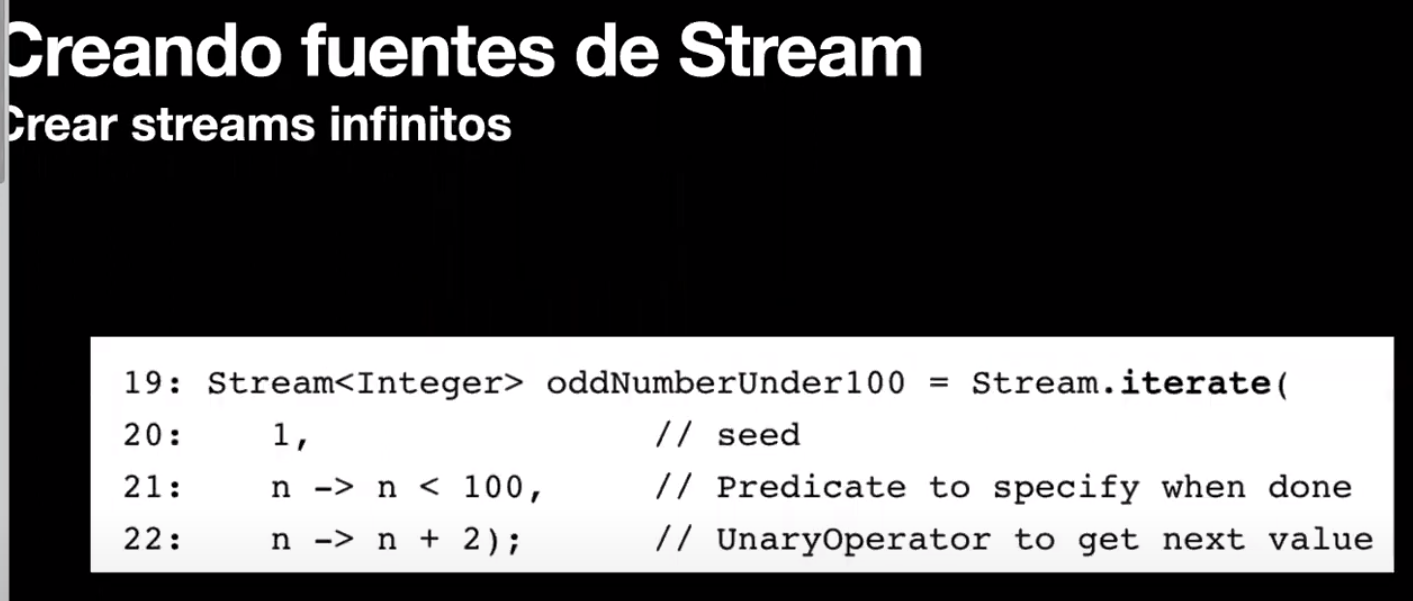 Creando fuentes de Stream
Crear streams infinitos
19: Stream<Integer> oddNumberUnder100 = Stream.iterate(
20:    1,                 // seed
21:    n -> n < 100,      // Predicate to specify when done
22:    n -> n + 2);       // UnaryOperator to get next value